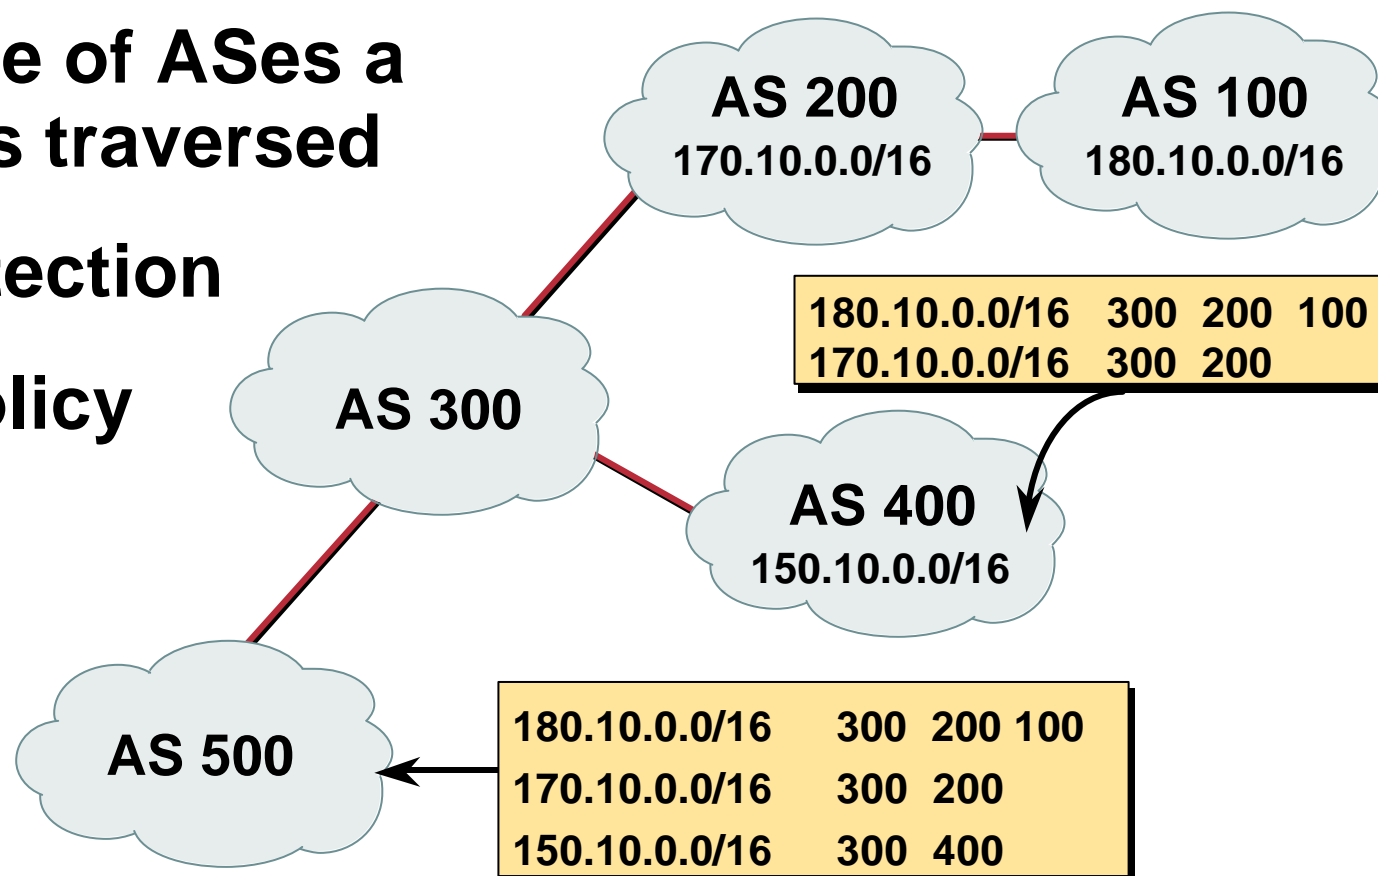 e of ASes a
s traversed
tection
olicy
AS 200
170.10.0.0/16
AS 100
180.10.0.0/16
180.10.0.0/16 300 200 100
170.10.0.0/16 300 200
AS 300
AS 400
150.10.0.0/16
AS 500
180.10.0.0/16 300 200 100
170.10.0.0/16 300 200
150.10.0.0/16 300 400